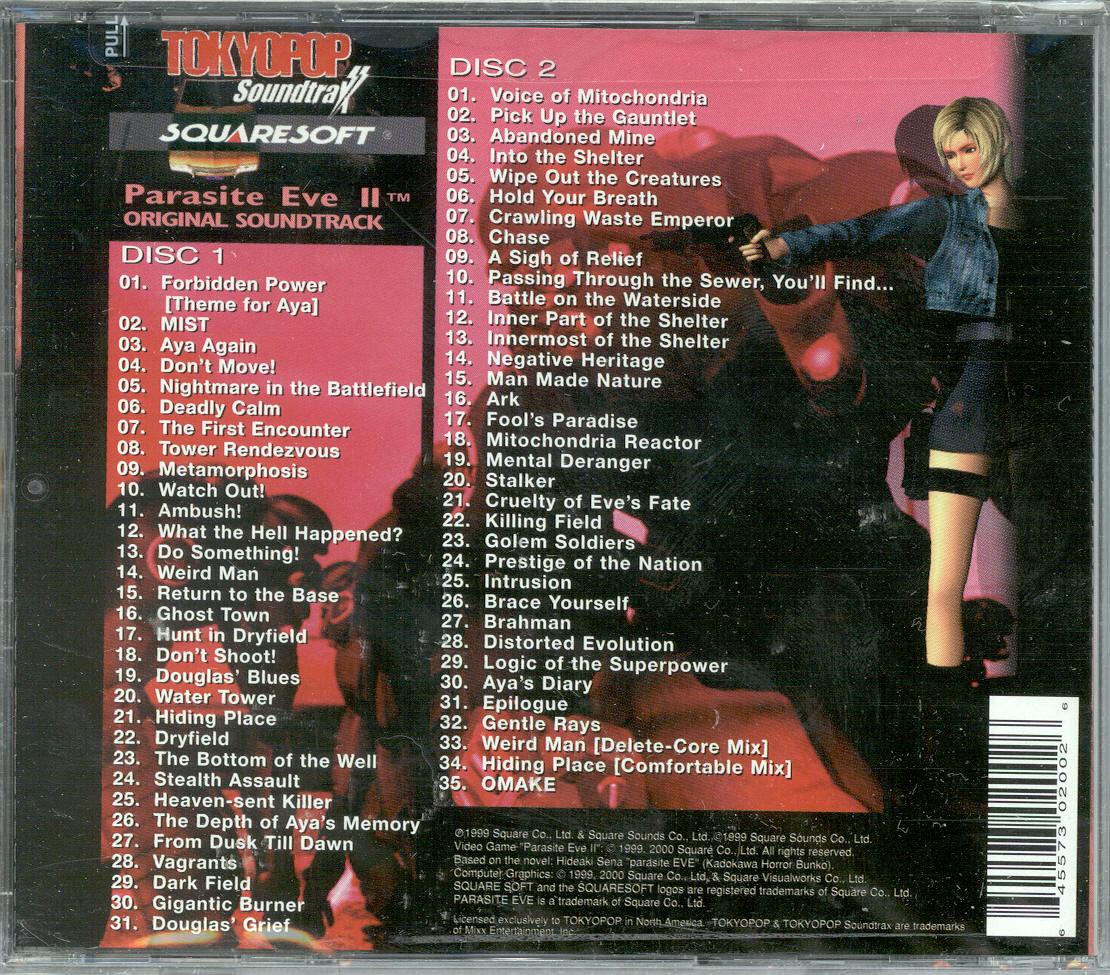 PULL
TOKYOPOP
Soundtrax
SQUARESOFT ®
Parasite Eve II™
ORIGINAL SOUNDTRACK
DISC 1
01. Forbidden Power
[Theme for Aya]
02. MIST
03. Aya Again
04. Don't Move!
05. Nightmare in the Battlefield
06. Deadly Calm
07. The First Encounter
08. Tower Rendezvous
09. Metamorphosis
10. Watch Out!
11. Ambush!
12. What the Hell Happened?
13. Do Something!
14. Weird Man
15. Return to the Base
16. Ghost Town
17. Hunt in Dryfield
18. Don't Shoot!
19. Douglas' Blues
20. Water Tower
21. Hiding Place
22. Dryfield
23. The Bottom of the Well
24. Stealth Assault
25. Heaven-sent Killer
26. The Depth of Aya's Memory
27. From Dusk Till Dawn
28. Vagrants
29. Dark Field
30. Gigantic Burner
31. Douglas' Grief
DISC 2
01. Voice of Mitochondria
02. Pick Up the Gauntlet
03. Abandoned Mine
04. Into the Shelter
05. Wipe Out the Creatures
06. Hold Your Breath
07. Crawling Waste Emperor
08. Chase
09. A Sigh of Relief
10. Passing Through the Sewer, You'll Find...
11. Battle on the Waterside
12. Inner Part of the Shelter
13. Innermost of the Shelter
14. Negative Heritage
15. Man Made Nature
16. Ark
17. Fool's Paradise
18. Mitochondria Reactor
19. Mental Deranger
20. Stalker
21. Cruelty of Eve's Fate
22. Killing Field
23. Golem Soldiers
24. Prestige of the Nation
25. Intrusion
26. Brace Yourself
27. Brahman
28. Distorted Evolution
29. Logic of the Superpower
30. Aya's Diary
31. Epilogue
32. Gentle Rays
33. Weird Man [Delete-Core Mix]
34. Hiding Place [Comfortable Mix]
35. OMAKE
℗1999 Square Co., Ltd. & Square Sounds Co., Ltd. ©1999 Square Sounds Co., Ltd.
Video Game "Parasite Eve II": © 1999, 2000 Square Co., Ltd. All rights reserved.
Based on the novel: Hideaki Sena "parasite EVE" (Kadokawa Horror Bunko).
Computer Graphics: © 1999, 2000 Square Co., Ltd, & Square Visualworks Co., Ltd.
SQUARE SOFT and the SQUARESOFT logos are registered trademarks of Square Co., Ltd.
PARASITE EVE is a trademark of Square Co., Ltd.
Licensed exclusively to TOKYOPOP in North America. TOKYOPOP & TOKYOPOP Soundtrax are trademarks
of Mixx Entertainment, Inc.
6 45573 02002 6